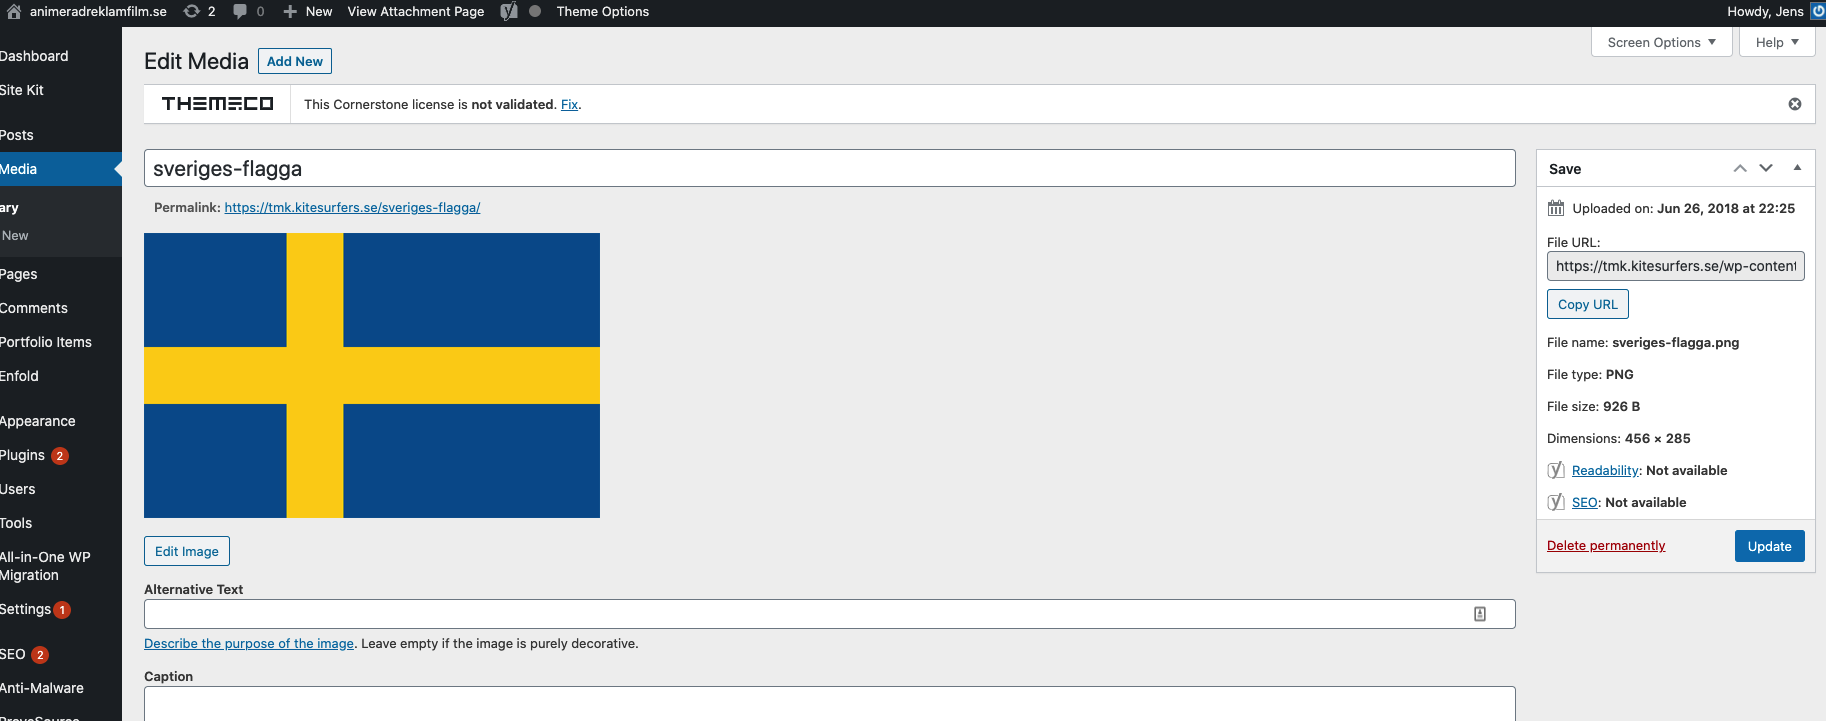 animeradreklamfilm.se 2 0 New View Attachment Page Theme Options Howdy, Jens
Screen Options Help
Dashboard
Site Kit
Posts
Media
ary
New
Pages
Comments
Portfolio Items
Enfold
Appearance
Plugins 2
Users
Tools
All-in-One WP
Migration
Settings 1
SEO 2
Anti-Malware
Edit Media Add New
THEMECO This Cornerstone license is not validated. Fix.
sveriges-flagga
Permalink: https://tmk.kitesurfers.se/sveriges-flagga/
Edit Image
Alternative Text
Describe the purpose of the image. Leave empty if the image is purely decorative.
Caption
Save
Uploaded on: Jun 26, 2018 at 22:25
File URL:
https://tmk.kitesurfers.se/wp-content
Copy URL
File name: sveriges-flagga.png
File type: PNG
File size: 926 B
Dimensions: 456 × 285
Readability: Not available
SEO: Not available
Delete permanently Update